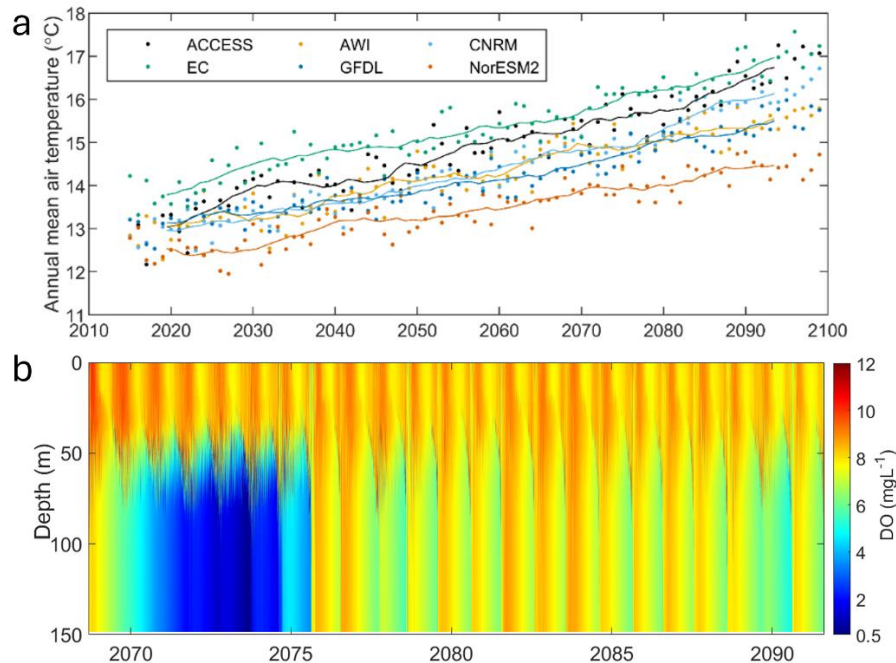 a
Annual mean air temperature (°C)
18
17
16
15
14
13
12
11
ACCESS AWI CNRM
EC GFDL NorESM2
2010 2020 2030 2040 2050 2060 2070 2080 2090 2100
b
Depth (m)
0
50
100
150
2070 2075 2080 2085 2090
12
10
8
6
4
2
0.5
DO (mgL⁻¹)